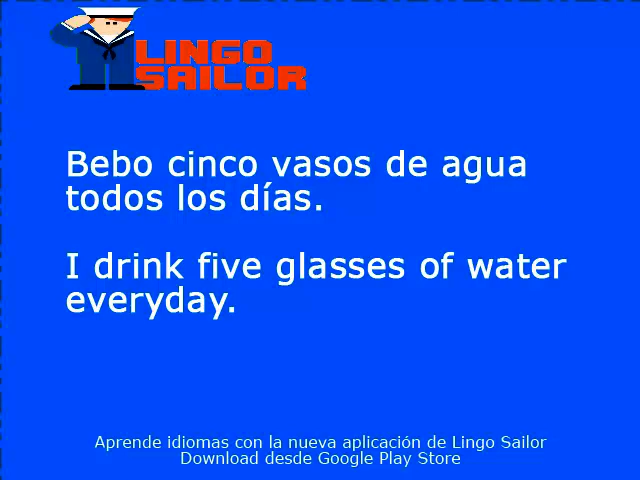 LINGO
SAILOR
Bebo cinco vasos de agua
todos los días.
I drink five glasses of water
everyday.
Aprende idiomas con la nueva aplicación de Lingo Sailor
Download desde Google Play Store